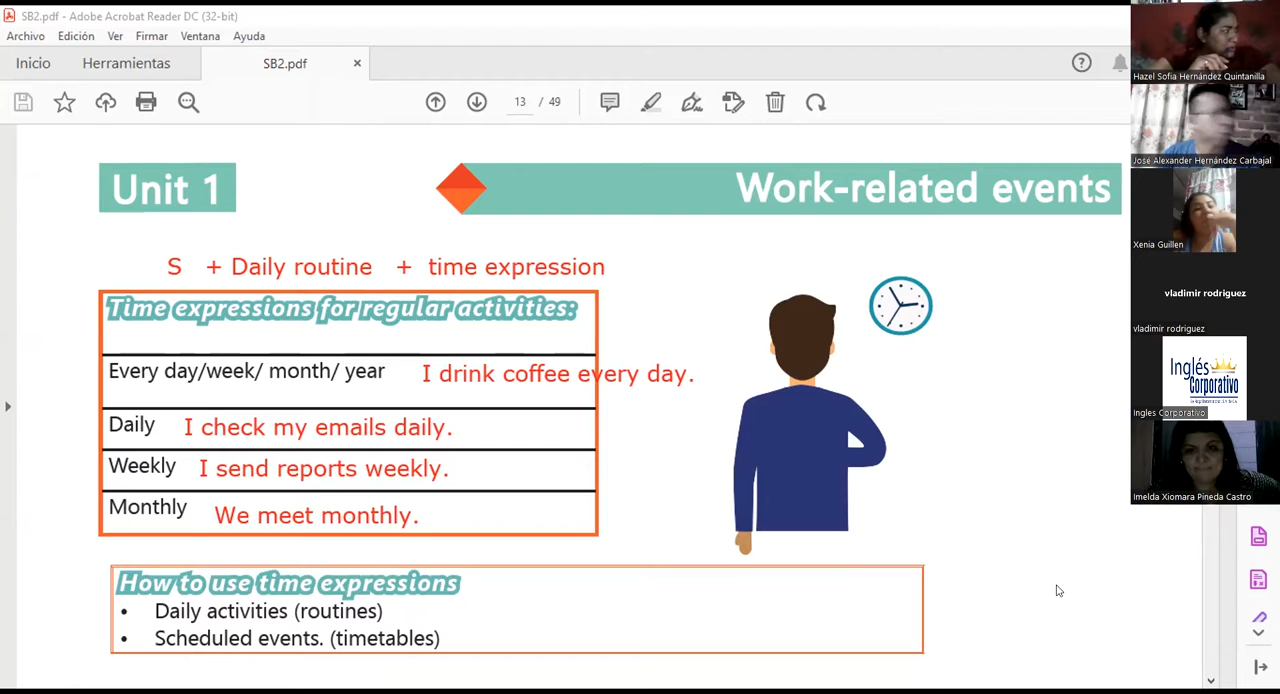 SB2.pdf - Adobe Acrobat Reader DC (32-bit)
Archivo Edición Ver Firmar Ventana Ayuda
Inicio Herramientas SB2.pdf ×
13 / 49
Unit 1
Work-related events
S + Daily routine + time expression
Time expressions for regular activities:
Every day/week/ month/ year I drink coffee every day.
Daily I check my emails daily.
Weekly I send reports weekly.
Monthly We meet monthly.
How to use time expressions
• Daily activities (routines)
• Scheduled events. (timetables)
Hazel Sofia Hernández Quintanilla
José Alexander Hernández Carbajal
Xenia Guillen
vladimir rodriguez
vladimir rodriguez
Inglés
Corporativo
Ingles Corporativo
Imelda Xiomara Pineda Castro